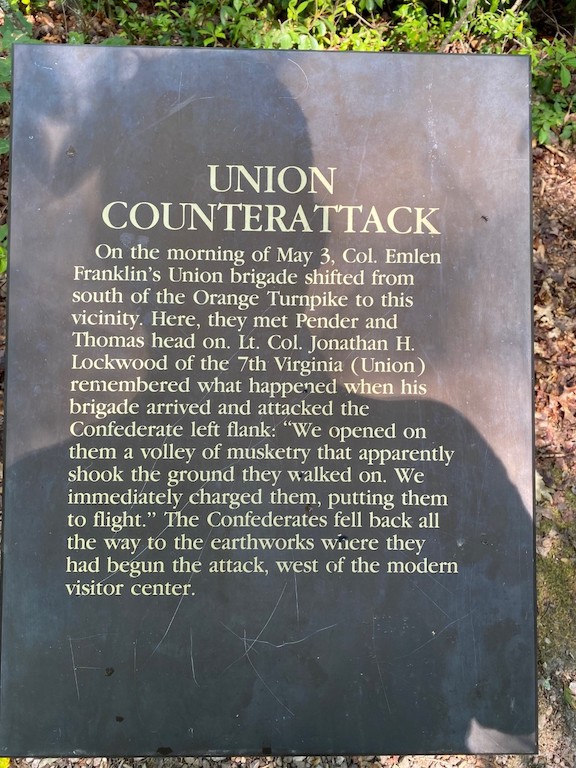 UNION
COUNTERATTACK
On the morning of May 3, Col. Emlen
Franklin's Union brigade shifted from
south of the Orange Turnpike to this
vicinity. Here, they met Pender and
Thomas head on. Lt. Col. Jonathan H.
Lockwood of the 7th Virginia (Union)
remembered what happened when his
brigade arrived and attacked the
Confederate left flank: “We opened on
them a volley of musketry that apparently
shook the ground they walked on. We
immediately charged them, putting them
to flight.” The Confederates fell back all
the way to the earthworks where they
had begun the attack, west of the modern
visitor center.